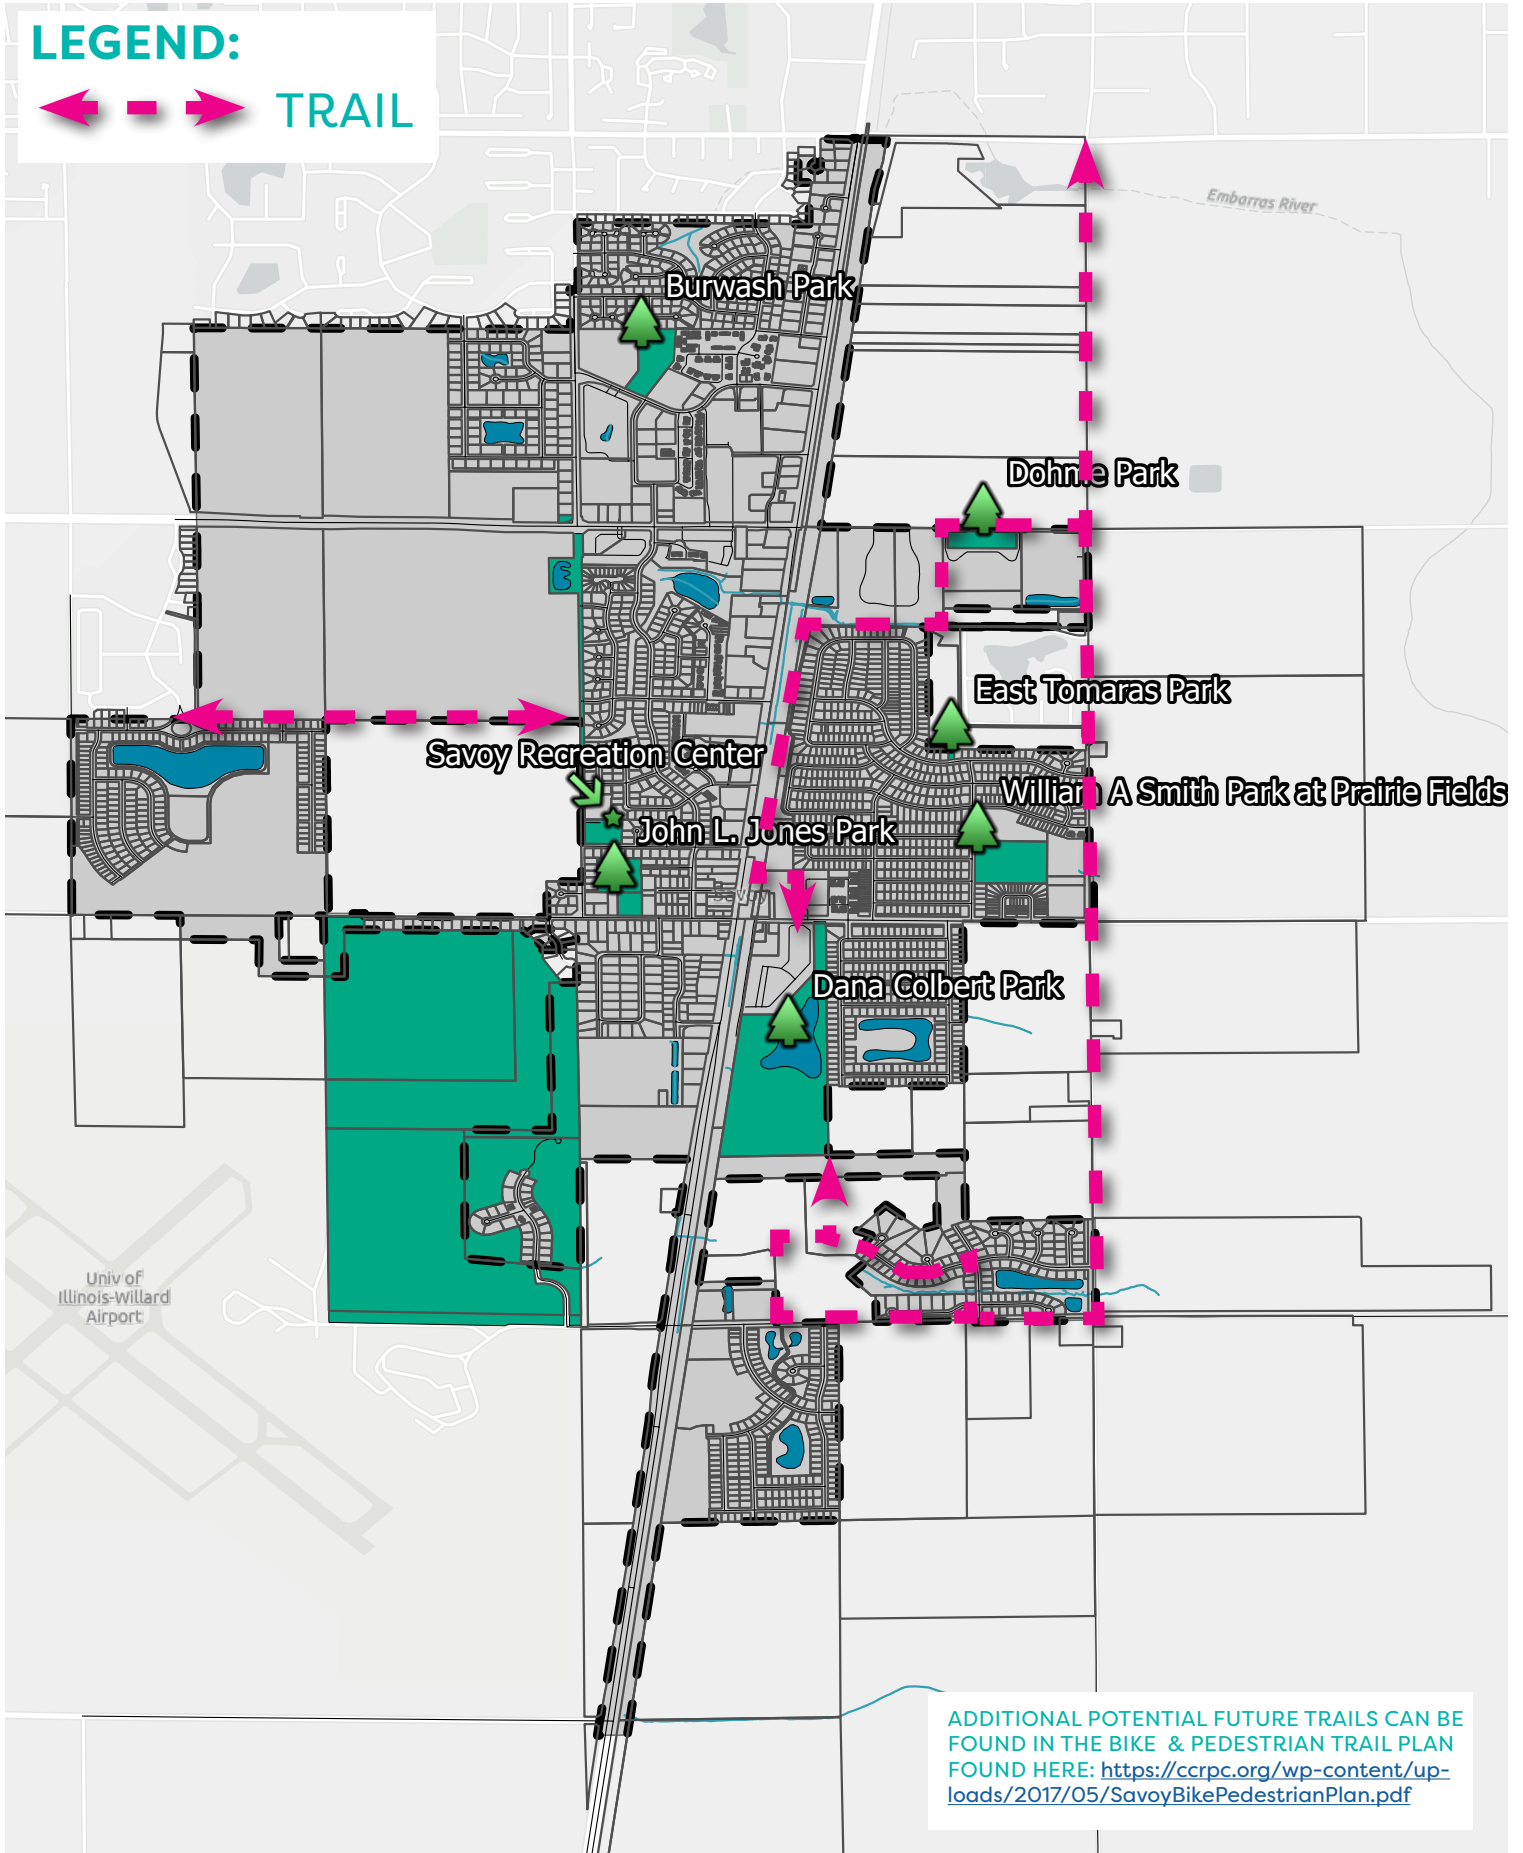 LEGEND:
TRAIL
Embarras River
Burwash Park
Dohme Park
East Tomaras Park
Savoy Recreation Center
William A Smith Park at Prairie Fields
John L. Jones Park
Savoy
Dana Colbert Park
Univ of
Illinois-Willard
Airport
ADDITIONAL POTENTIAL FUTURE TRAILS CAN BE
FOUND IN THE BIKE & PEDESTRIAN TRAIL PLAN
FOUND HERE: https://ccrpc.org/wp-content/up-
loads/2017/05/SavoyBikePedestrianPlan.pdf